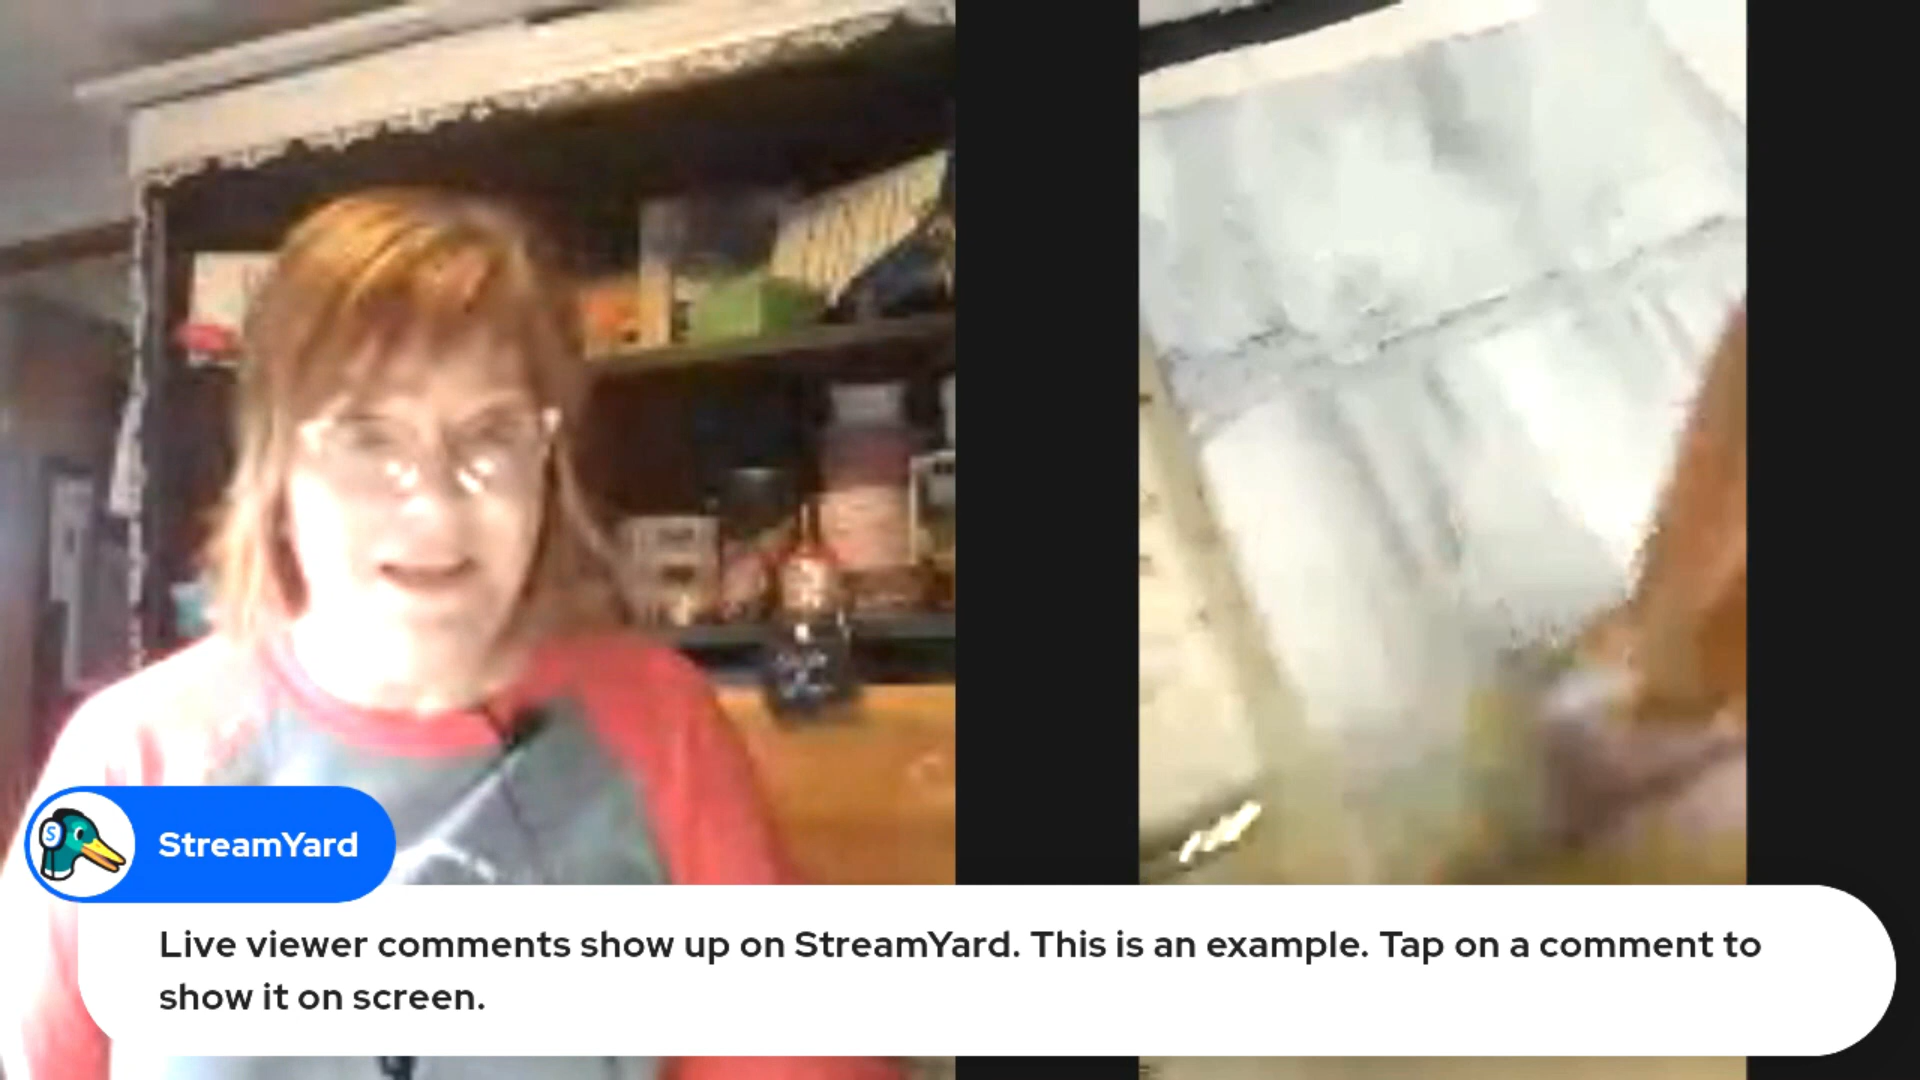 StreamYard
Live viewer comments show up on StreamYard. This is an example. Tap on a comment to
show it on screen.